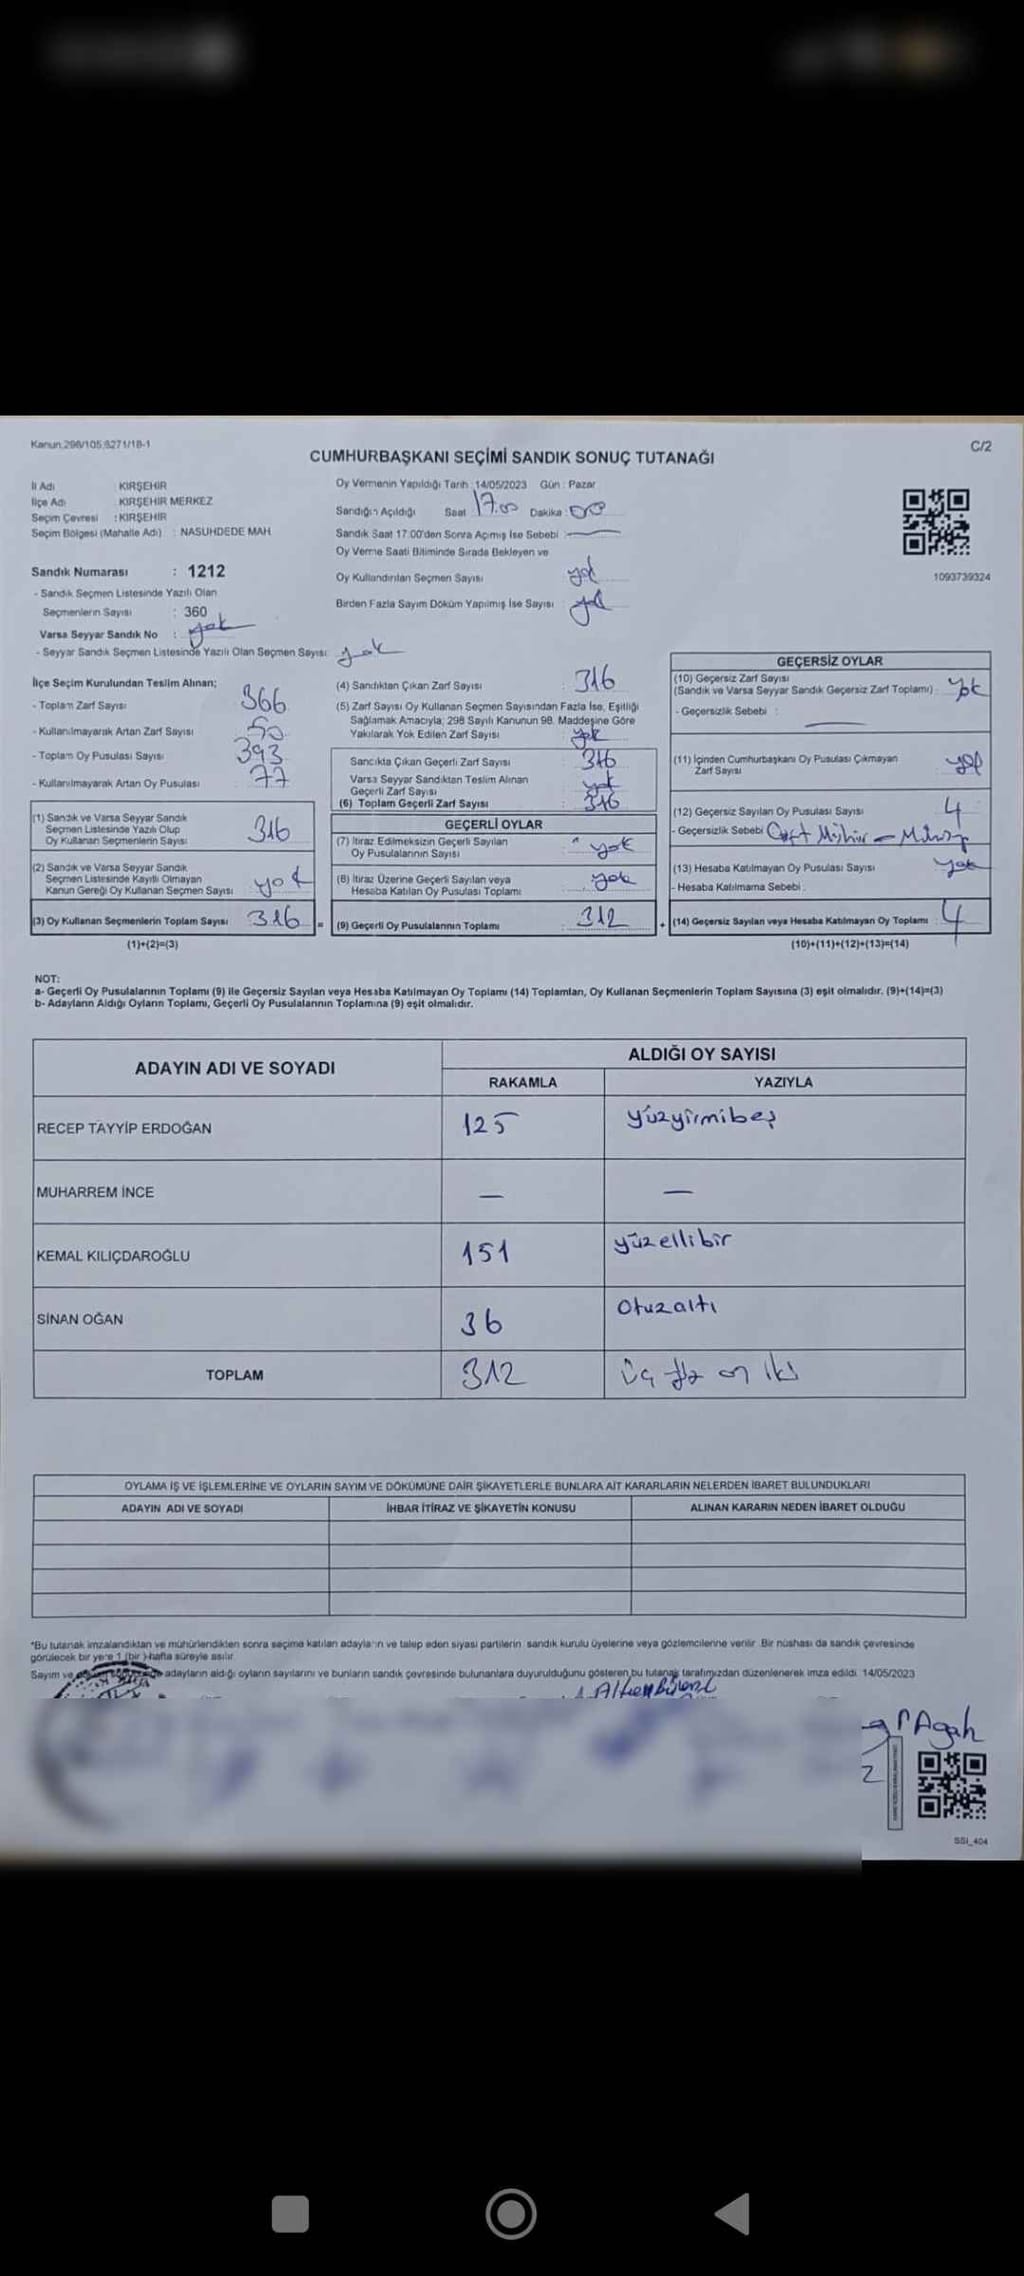 Kanun.298/105,6271/18-1
C/2
CUMHURBAŞKANI SEÇİMİ SANDIK SONUÇ TUTANAĞI
İl Adı : KIRŞEHİR
İlçe Adı : KIRŞEHİR MERKEZ
Seçim Çevresi : KIRŞEHİR
Seçim Bölgesi (Mahalle Adı) : NASUHDEDE MAH
Sandık Numarası : 1212
- Sandık Seçmen Listesinde Yazılı Olan
Seçmenlerin Sayısı : 360
Varsa Seyyar Sandık No : yok
- Seyyar Sandık Seçmen Listesinde Yazılı Olan Seçmen Sayısı: yok
Oy Vermenin Yapıldığı Tarih :14/05/2023 Gün : Pazar
Sandığın Açıldığı Saat 17.00 Dakika : 00
Sandık Saat 17:00'den Sonra Açmış İse Sebebi :
Oy Verme Saati Bitiminde Sırada Bekleyen ve
Oy Kullandırılan Seçmen Sayısı yok
Birden Fazla Sayım Döküm Yapılmış İse Sayısı : yok
1093739324
İlçe Seçim Kurulundan Teslim Alınan;
- Toplam Zarf Sayısı 366
- Kullanılmayarak Artan Zarf Sayısı 50
- Toplam Oy Pusulası Sayısı 393
- Kullanılmayarak Artan Oy Pusulası 77
(1) Sandık ve Varsa Seyyar Sandık
Seçmen Listesinde Yazılı Olup
Oy Kullanan Seçmenlerin Sayısı 316
(2) Sandık ve Varsa Seyyar Sandık
Seçmen Listesinde Kayıtlı Olmayan
Kanun Gereği Oy Kullanan Seçmen Sayısı yok
(3) Oy Kullanan Seçmenlerin Toplam Sayısı 316 =
(1)+(2)=(3)
(4) Sandıktan Çıkan Zarf Sayısı : 316
(5) Zarf Sayısı Oy Kullanan Seçmen Sayısından Fazla İse, Eşitliği
Sağlamak Amacıyla; 298 Sayılı Kanunun 98. Maddesine Göre
Yakılarak Yok Edilen Zarf Sayısı : yok
Sandıkta Çıkan Geçerli Zarf Sayısı : 316
Varsa Seyyar Sandıktan Teslim Alınan
Geçerli Zarf Sayısı : yok
(6) Toplam Geçerli Zarf Sayısı : 316
GEÇERLİ OYLAR
(7) İtiraz Edilmeksizin Geçerli Sayılan
Oy Pusulalarının Sayısı yok
(8) İtiraz Üzerine Geçerli Sayılan veya
Hesaba Katılan Oy Pusulası Toplamı : yok
(9) Geçerli Oy Pusulalarının Toplamı : 312 +
GEÇERSİZ OYLAR
(10) Geçersiz Zarf Sayısı
(Sandık ve Varsa Seyyar Sandık Geçersiz Zarf Toplamı) : yok
- Geçersizlik Sebebi :
(11) İçinden Cumhurbaşkanı Oy Pusulası Çıkmayan
Zarf Sayısı yok
(12) Geçersiz Sayılan Oy Pusulası Sayısı 4
- Geçersizlik Sebebi Çift Mühür -
(13) Hesaba Katılmayan Oy Pusulası Sayısı yok
- Hesaba Katılmama Sebebi :
(14) Geçersiz Sayılan veya Hesaba Katılmayan Oy Toplamı : 4
(10)+(11)+(12)+(13)=(14)
NOT:
a- Geçerli Oy Pusulalarının Toplamı (9) ile Geçersiz Sayılan veya Hesaba Katılmayan Oy Toplamı (14) Toplamları, Oy Kullanan Seçmenlerin Toplam Sayısına (3) eşit olmalıdır. (9)+(14)=(3)
b- Adayların Aldığı Oyların Toplamı, Geçerli Oy Pusulalarının Toplamına (9) eşit olmalıdır.
ADAYIN ADI VE SOYADI
ALDIĞI OY SAYISI
RAKAMLA YAZIYLA
RECEP TAYYİP ERDOĞAN 125 yüzyirmibeş
MUHARREM İNCE — —
KEMAL KILIÇDAROĞLU 151 yüzellibir
SİNAN OĞAN 36 Otuzaltı
TOPLAM 312 üç yüz on iki
OYLAMA İŞ VE İŞLEMLERİNE VE OYLARIN SAYIM VE DÖKÜMÜNE DAİR ŞİKAYETLERLE BUNLARA AİT KARARLARIN NELERDEN İBARET BULUNDUKLARI
ADAYIN ADI VE SOYADI İHBAR İTİRAZ VE ŞİKAYETİN KONUSU ALINAN KARARIN NEDEN İBARET OLDUĞU
*Bu tutanak imzalandıktan ve mühürlendikten sonra seçime katılan adayların ve talep eden siyasi partilerin sandık kurulu üyelerine veya gözlemcilerine verilir. Bir nüshası da sandık çevresinde
görülecek bir yere 1 (bir) hafta süreyle asılır.
Sayım ve adayların aldığı oyların sayılarını ve bunların sandık çevresinde bulunanlara duyurulduğunu gösteren bu tutanak tarafımızdan düzenlenerek imza edildi. 14/05/2023
Agah
SSI_404